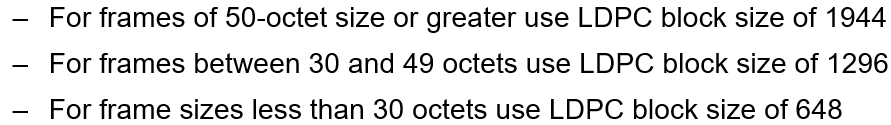 – For frames of 50-octet size or greater use LDPC block size of 1944
– For frames between 30 and 49 octets use LDPC block size of 1296
– For frame sizes less than 30 octets use LDPC block size of 648